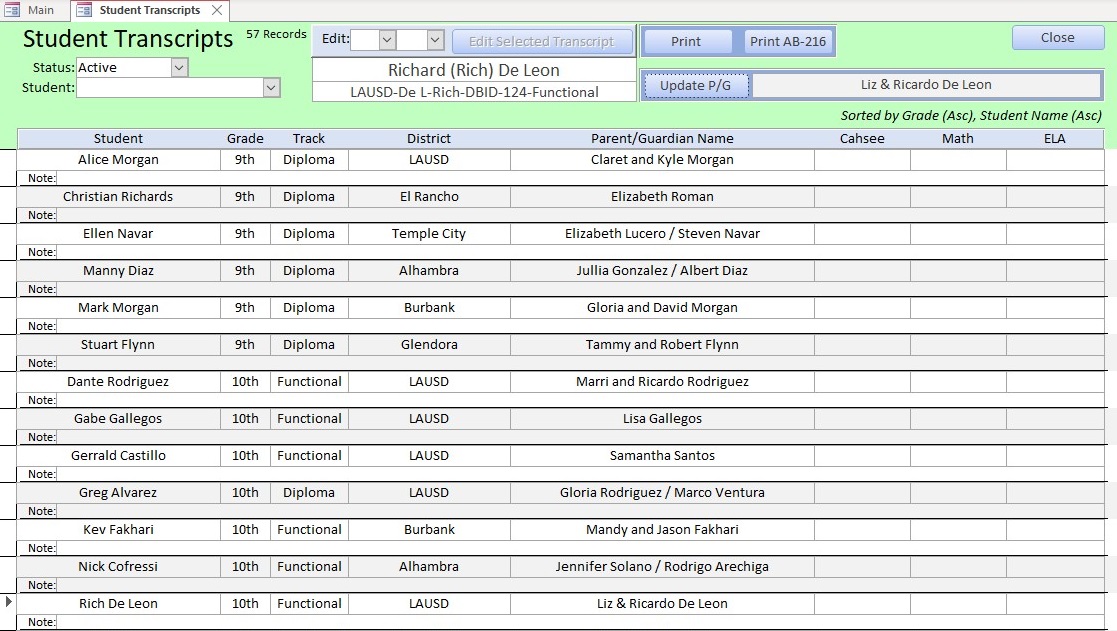 Main Student Transcripts
Student Transcripts 57 Records Edit: Edit Selected Transcript Print Print AB-216 Close
Status: Active Richard (Rich) De Leon
Student: LAUSD-De L-Rich-DBID-124-Functional Update P/G Liz & Ricardo De Leon
Sorted by Grade (Asc), Student Name (Asc)
Student Grade Track District Parent/Guardian Name Cahsee Math ELA
Alice Morgan 9th Diploma LAUSD Claret and Kyle Morgan
Note:
Christian Richards 9th Diploma El Rancho Elizabeth Roman
Note:
Ellen Navar 9th Diploma Temple City Elizabeth Lucero / Steven Navar
Note:
Manny Diaz 9th Diploma Alhambra Jullia Gonzalez / Albert Diaz
Note:
Mark Morgan 9th Diploma Burbank Gloria and David Morgan
Note:
Stuart Flynn 9th Diploma Glendora Tammy and Robert Flynn
Note:
Dante Rodriguez 10th Functional LAUSD Marri and Ricardo Rodriguez
Note:
Gabe Gallegos 10th Functional LAUSD Lisa Gallegos
Note:
Gerrald Castillo 10th Functional LAUSD Samantha Santos
Note:
Greg Alvarez 10th Diploma LAUSD Gloria Rodriguez / Marco Ventura
Note:
Kev Fakhari 10th Functional Burbank Mandy and Jason Fakhari
Note:
Nick Cofressi 10th Functional Alhambra Jennifer Solano / Rodrigo Arechiga
Note:
Rich De Leon 10th Functional LAUSD Liz & Ricardo De Leon
Note: